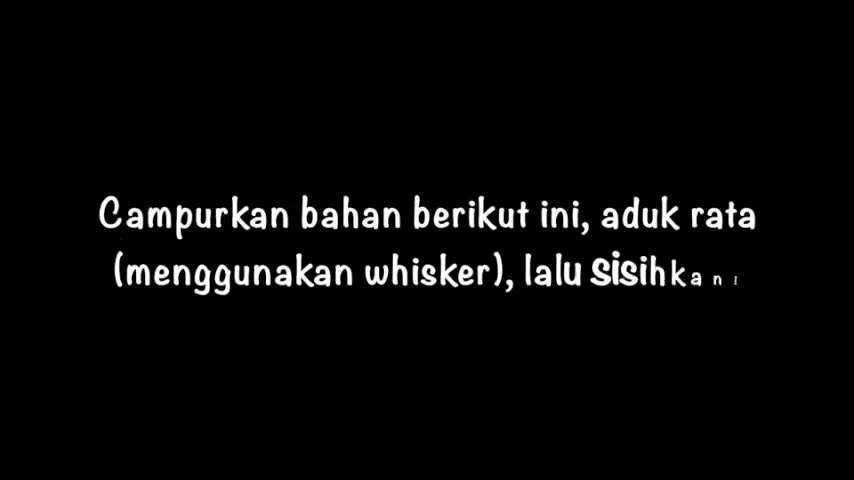 Campurkan bahan berikut ini, aduk rata
(menggunakan whisker), lalu sisihkan